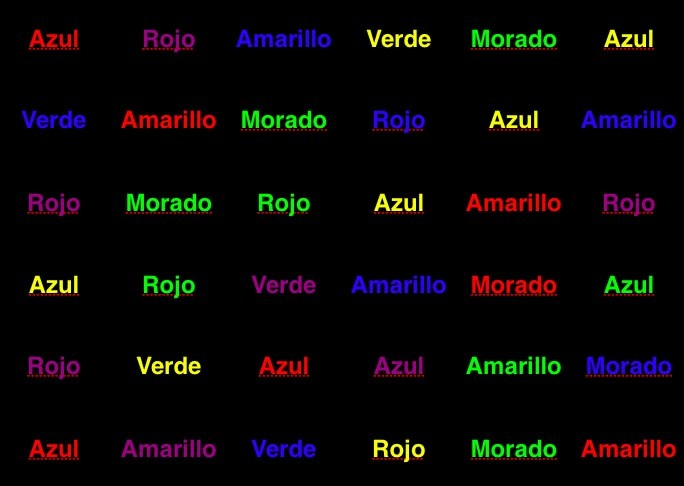 Azul Rojo Amarillo Verde Morado Azul
Verde Amarillo Morado Rojo Azul Amarillo
Rojo Morado Rojo Azul Amarillo Rojo
Azul Rojo Verde Amarillo Morado Azul
Rojo Verde Azul Azul Amarillo Morado
Azul Amarillo Verde Rojo Morado Amarillo